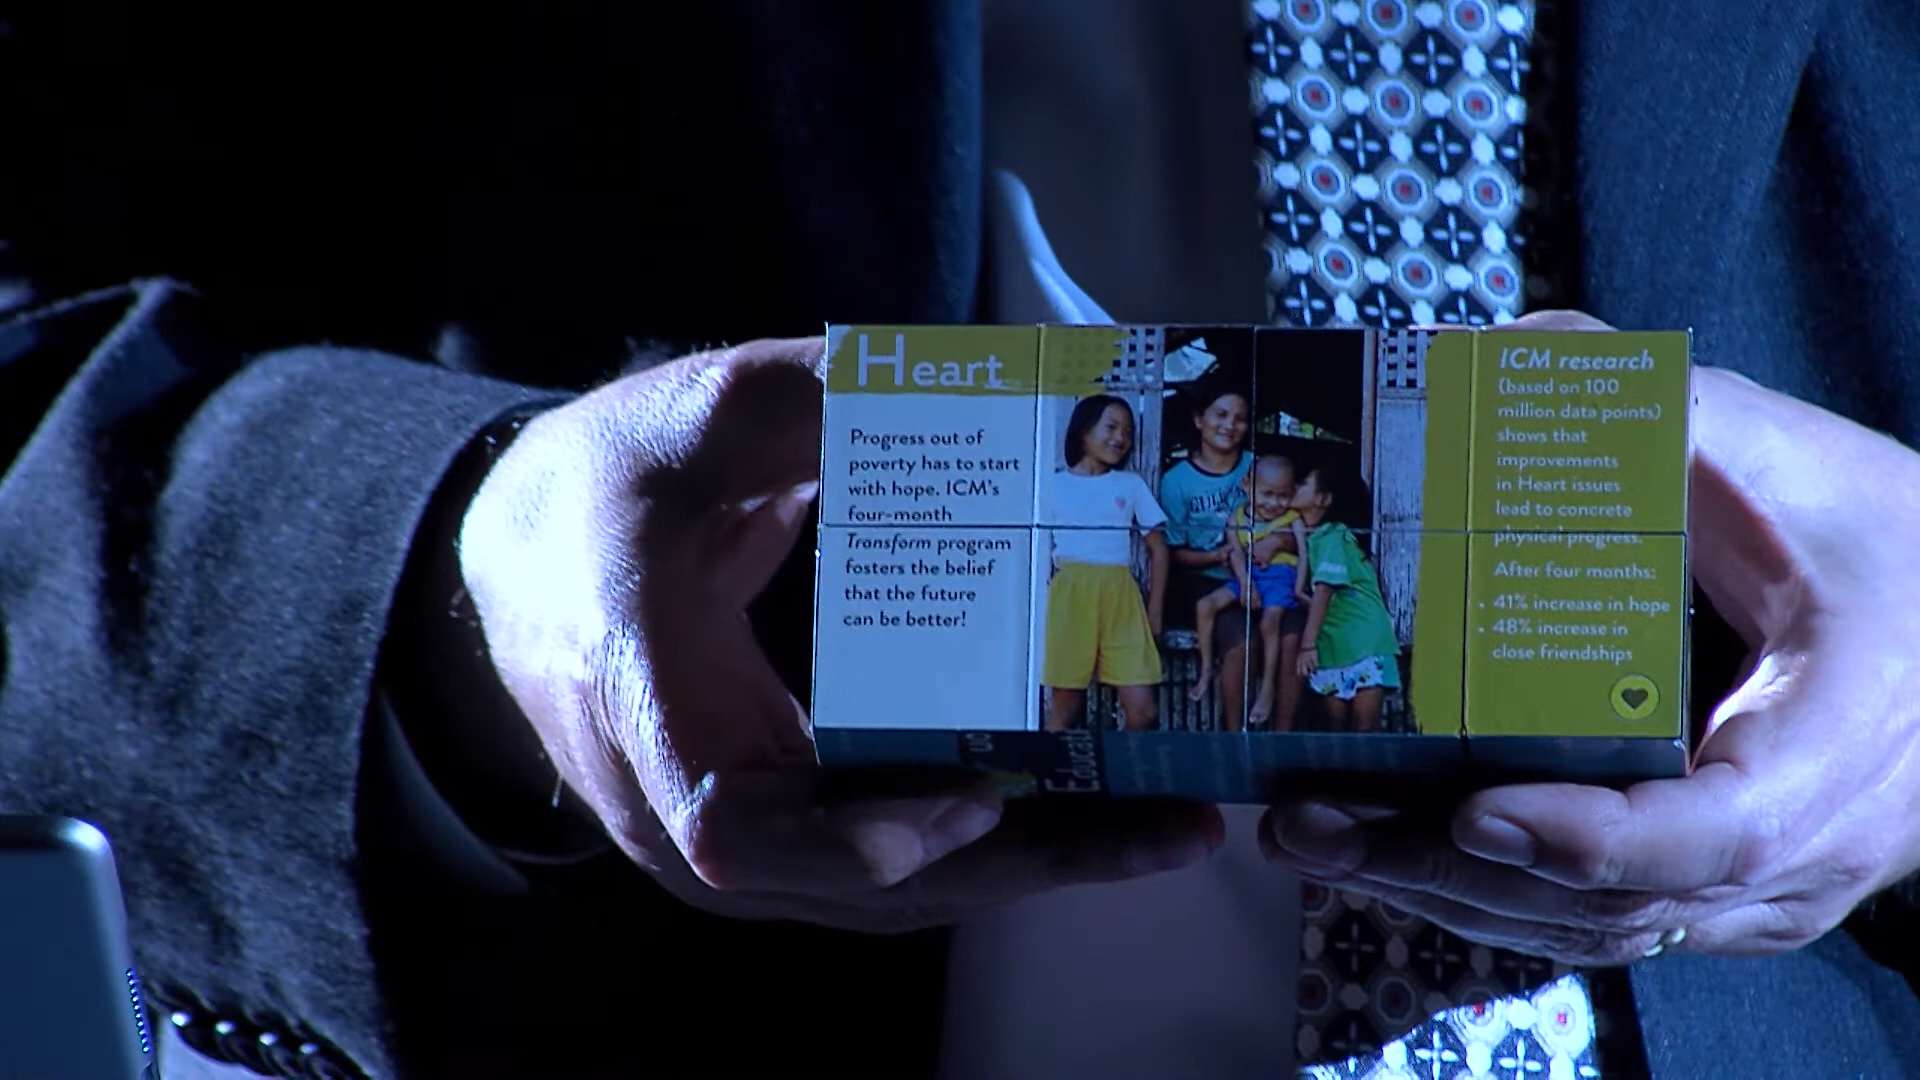 Heart
Progress out of
poverty has to start
with hope. ICM's
four-month
Transform program
fosters the belief
that the future
can be better!
ICM research
(based on 100
million data points)
shows that
improvements
in Heart issues
lead to concrete
physical progress.
After four months:
• 41% increase in hope
• 48% increase in
close friendships